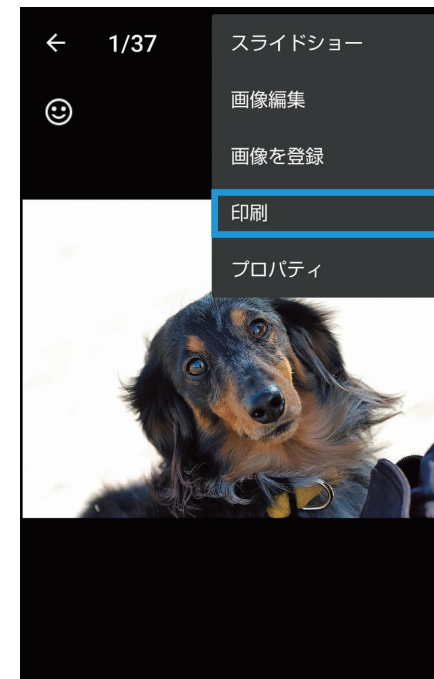 1/37
スライドショー
画像編集
画像を登録
印刷
プロパティ